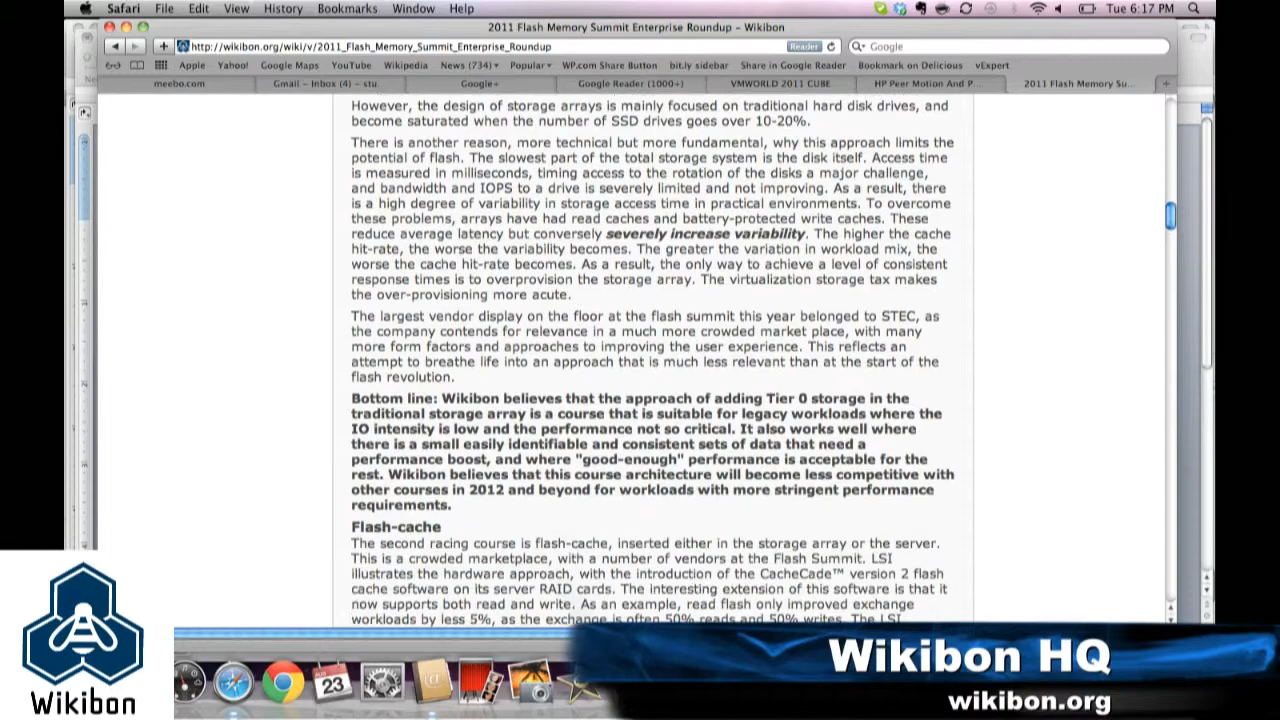 Safari File Edit View History Bookmarks Window Help Tue 6:17 PM
2011 Flash Memory Summit Enterprise Roundup – Wikibon
http://wikibon.org/wiki/v/2011_Flash_Memory_Summit_Enterprise_Roundup Reader Google
Apple Yahoo! Google Maps YouTube Wikipedia News (734) Popular WP.com Share Button bit.ly sidebar Share in Google Reader Bookmark on Delicious vExpert
meebo.com Gmail – Inbox (4) – stu. Google+ Google Reader (1000+) VMWORLD 2011 CUBE HP Peer Motion And P... 2011 Flash Memory Su...
However, the design of storage arrays is mainly focused on traditional hard disk drives, and
become saturated when the number of SSD drives goes over 10-20%.
There is another reason, more technical but more fundamental, why this approach limits the
potential of flash. The slowest part of the total storage system is the disk itself. Access time
is measured in milliseconds, timing access to the rotation of the disks a major challenge,
and bandwidth and IOPS to a drive is severely limited and not improving. As a result, there
is a high degree of variability in storage access time in practical environments. To overcome
these problems, arrays have had read caches and battery-protected write caches. These
reduce average latency but conversely severely increase variability. The higher the cache
hit-rate, the worse the variability becomes. The greater the variation in workload mix, the
worse the cache hit-rate becomes. As a result, the only way to achieve a level of consistent
response times is to overprovision the storage array. The virtualization storage tax makes
the over-provisioning more acute.
The largest vendor display on the floor at the flash summit this year belonged to STEC, as
the company contends for relevance in a much more crowded market place, with many
more form factors and approaches to improving the user experience. This reflects an
attempt to breathe life into an approach that is much less relevant than at the start of the
flash revolution.
Bottom line: Wikibon believes that the approach of adding Tier 0 storage in the
traditional storage array is a course that is suitable for legacy workloads where the
IO intensity is low and the performance not so critical. It also works well where
there is a small easily identifiable and consistent sets of data that need a
performance boost, and where "good-enough" performance is acceptable for the
rest. Wikibon believes that this course architecture will become less competitive with
other courses in 2012 and beyond for workloads with more stringent performance
requirements.
Flash-cache
The second racing course is flash-cache, inserted either in the storage array or the server.
This is a crowded marketplace, with a number of vendors at the Flash Summit. LSI
illustrates the hardware approach, with the introduction of the CacheCade™ version 2 flash
cache software on its server RAID cards. The interesting extension of this software is that it
now supports both read and write. As an example, read flash only improved exchange
workloads by less 5%, as the exchange is often 50% reads and 50% writes. The LSI
Wikibon
23
Wikibon HQ
wikibon.org